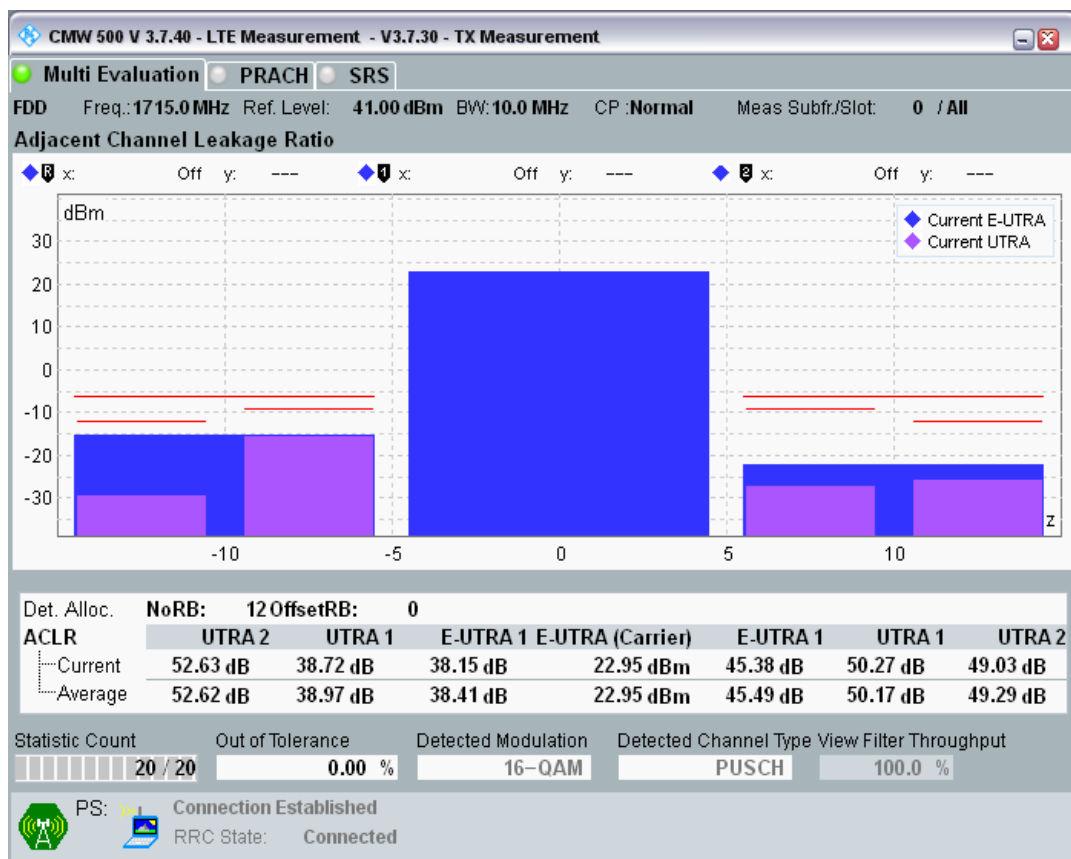 CMW 500 V 3.7.40 - LTE Measurement - V3.7.30 - TX Measurement
Multi Evaluation PRACH SRS
FDD Freq.: 1715.0 MHz Ref. Level: 41.00 dBm BW: 10.0 MHz CP :Normal Meas Subfr./Slot: 0 / All
Adjacent Channel Leakage Ratio
R x: Off y: --- 1 x: Off y: --- 2 x: Off y: ---
dBm
Current E-UTRA
Current UTRA
30
20
10
0
-10
-20
-30
z
-10 -5 0 5 10
Det. Alloc. NoRB: 12 OffsetRB: 0
ACLR UTRA 2 UTRA 1 E-UTRA 1 E-UTRA (Carrier) E-UTRA 1 UTRA 1 UTRA 2
Current 52.63 dB 38.72 dB 38.15 dB 22.95 dBm 45.38 dB 50.27 dB 49.03 dB
Average 52.62 dB 38.97 dB 38.41 dB 22.95 dBm 45.49 dB 50.17 dB 49.29 dB
Statistic Count Out of Tolerance Detected Modulation Detected Channel Type View Filter Throughput
20 / 20 0.00 % 16-QAM PUSCH 100.0 %
PS: Connection Established
RRC State: Connected